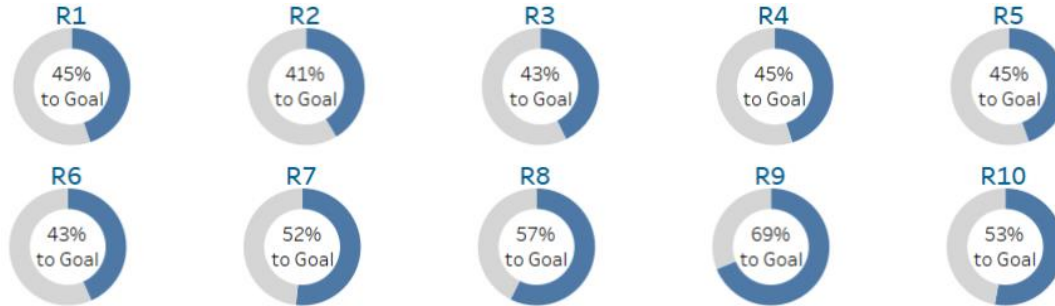 R1 R2 R3 R4 R5
45% 41% 43% 45% 45%
to Goal to Goal to Goal to Goal to Goal
R6 R7 R8 R9 R10
43% 52% 57% 69% 53%
to Goal to Goal to Goal to Goal to Goal